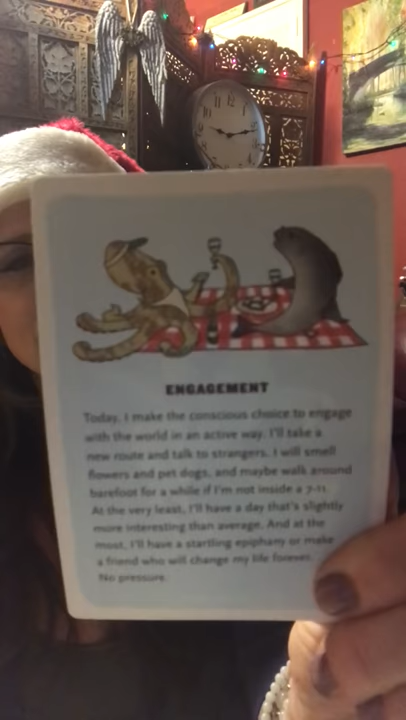 ENGAGEMENT
Today, I make the conscious choice to engage
with the world in an active way. I'll take a
new route and talk to strangers. I will smell
flowers and pet dogs, and maybe walk around
barefoot for a while if I'm not inside a 7-11.
At the very least, I'll have a day that's slightly
more interesting than average. And at the
most, I'll have a startling epiphany or make
a friend who will change my life forever.
No pressure.